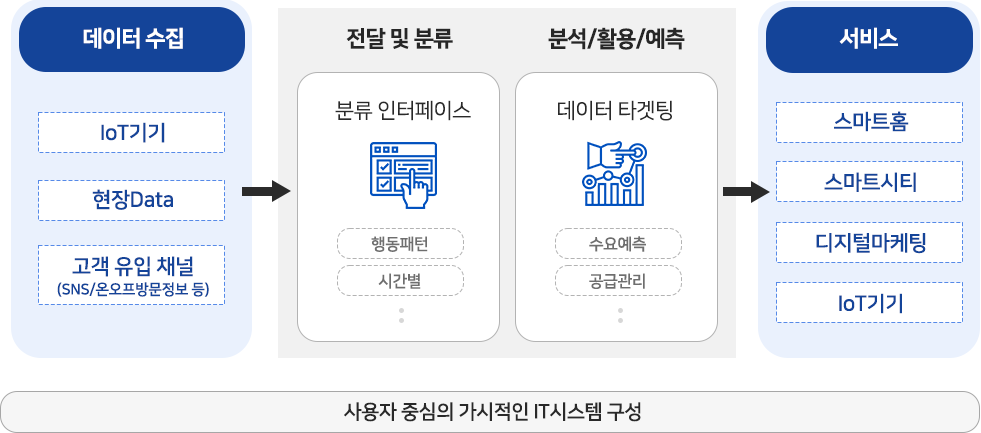 데이터 수집
IoT기기
현장Data
고객 유입 채널
(SNS/온오프방문정보 등)
전달 및 분류
분류 인터페이스
행동패턴
시간별
분석/활용/예측
데이터 타겟팅
수요예측
공급관리
서비스
스마트홈
스마트시티
디지털마케팅
IoT기기
사용자 중심의 가시적인 IT시스템 구성